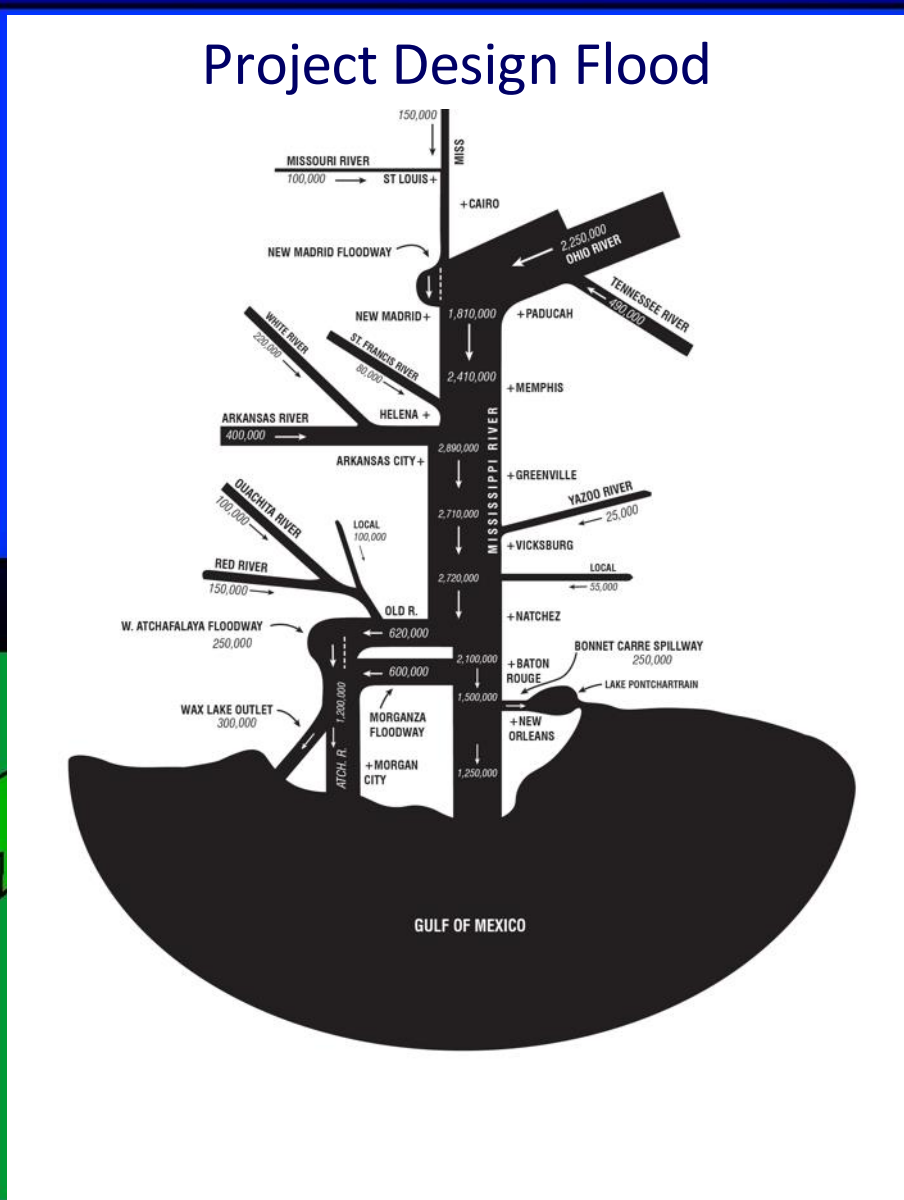 Project Design Flood
150,000
MISS
MISSOURI RIVER
100,000
ST LOUIS+
+CAIRO
2,250,000
OHIO RIVER
NEW MADRID FLOODWAY
TENNESSEE RIVER
490,000
NEW MADRID+
1,810,000
+PADUCAH
WHITE RIVER
220,000
ST. FRANCIS RIVER
80,000
2,410,000
+MEMPHIS
HELENA +
ARKANSAS RIVER
400,000
MISSISSIPPI RIVER
2,890,000
ARKANSAS CITY+
+GREENVILLE
OUACHITA RIVER
100,000
YAZOO RIVER
25,000
2,710,000
LOCAL
100,000
+VICKSBURG
RED RIVER
150,000
2,720,000
LOCAL
55,000
OLD R.
+NATCHEZ
W. ATCHAFALAYA FLOODWAY
250,000
620,000
BONNET CARRE SPILLWAY
250,000
2,100,000
+BATON
ROUGE
600,000
LAKE PONTCHARTRAIN
1,500,000
1,200,000
WAX LAKE OUTLET
300,000
MORGANZA
FLOODWAY
+NEW
ORLEANS
ATCH. R.
+MORGAN
CITY
1,250,000
GULF OF MEXICO